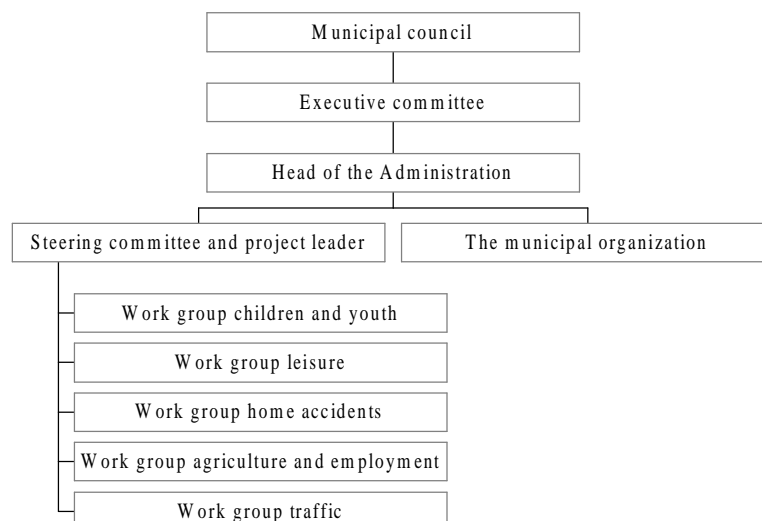 Municipal council
Executive committee
Head of the Administration
Steering committee and project leader
The municipal organization
Work group children and youth
Work group leisure
Work group home accidents
Work group agriculture and employment
Work group traffic